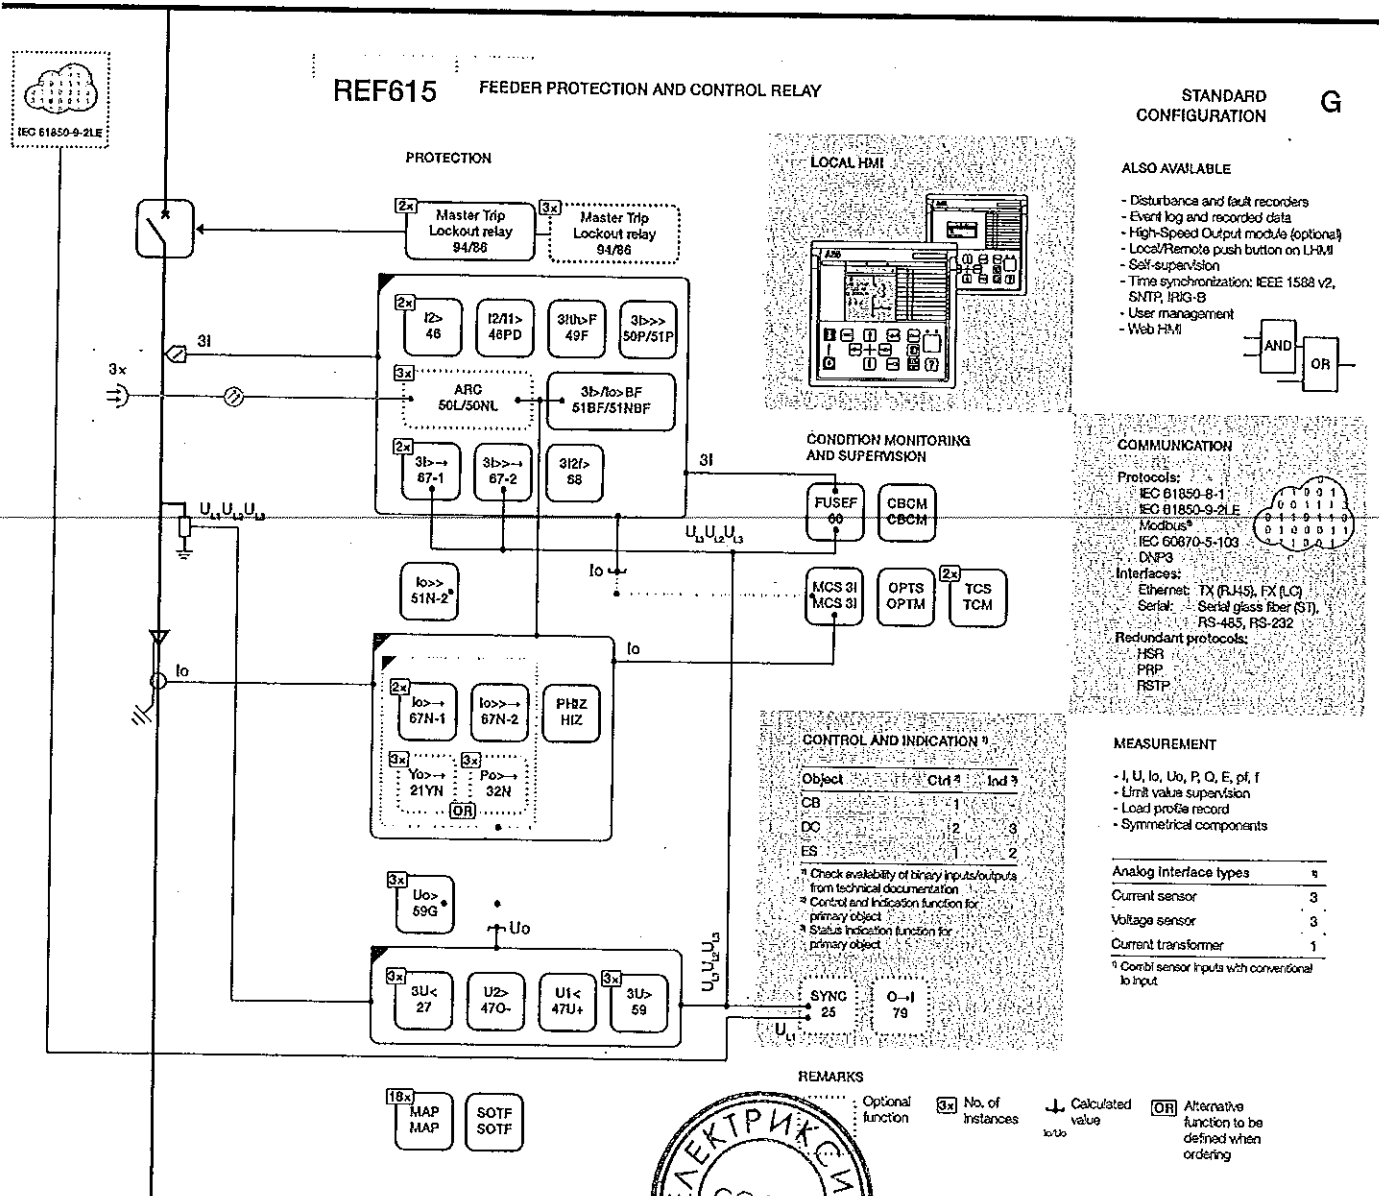 IEC 61850-9-2LE
REF615
FEEDER PROTECTION AND CONTROL RELAY
STANDARD
CONFIGURATION
G
PROTECTION
2x
Master Trip
Lockout relay
94/86
3x
Master Trip
Lockout relay
94/86
2x
I2>
46
I2/I1>
46PD
3Ith>F
49F
3I>>>
50P/51P
3I
3x
3x
ARC
50L/50NL
3I>/Io>BF
51BF/51NBF
2x
3I>→
67-1
3I>>→
67-2
3I2f>
68
3I
UL1UL2UL3
UL1UL2UL3
Io>>
51N-2
Io
Io
Io
2x
Io>→
67N-1
Io>>→
67N-2
PHIZ
HIZ
3x
Yo>→
21YN
3x
Po>→
32N
OR
3x
Uo>
59G
Uo
3x
3U<
27
U2>
47O-
U1<
47U+
3x
3U>
59
UL1UL2UL3
UL1
18x
MAP
MAP
SOTF
SOTF
LOCAL HMI
CONDITION MONITORING
AND SUPERVISION
FUSEF
60
CBCM
CBCM
MCS 3I
MCS 3I
OPTS
OPTM
2x
TCS
TCM
CONTROL AND INDICATION 1)
Object Ctrl 2) Ind 3)
CB 1 -
DC 2 3
ES 1 2
1) Check availability of binary inputs/outputs
from technical documentation
2) Control and indication function for
primary object
3) Status indication function for
primary object
SYNC
25
O→I
79
ALSO AVAILABLE
- Disturbance and fault recorders
- Event log and recorded data
- High-Speed Output module (optional)
- Local/Remote push button on LHMI
- Self-supervision
- Time synchronization: IEEE 1588 v2,
SNTP, IRIG-B
- User management
- Web HMI
AND
OR
COMMUNICATION
Protocols:
IEC 61850-8-1
IEC 61850-9-2LE
Modbus®
IEC 60870-5-103
DNP3
Interfaces:
Ethernet: TX (RJ45), FX (LC)
Serial: Serial glass fiber (ST),
RS-485, RS-232
Redundant protocols:
HSR
PRP
RSTP
MEASUREMENT
- I, U, Io, Uo, P, Q, E, pf, f
- Limit value supervision
- Load profile record
- Symmetrical components
Analog interface types 1)
Current sensor 3
Voltage sensor 3
Current transformer 1
1) Combi sensor inputs with conventional
Io input
REMARKS
Optional
function
3x
No. of
instances
Calculated
value
Io/Uo
OR
Alternative
function to be
defined when
ordering
ЕЛЕКТРИКСИ